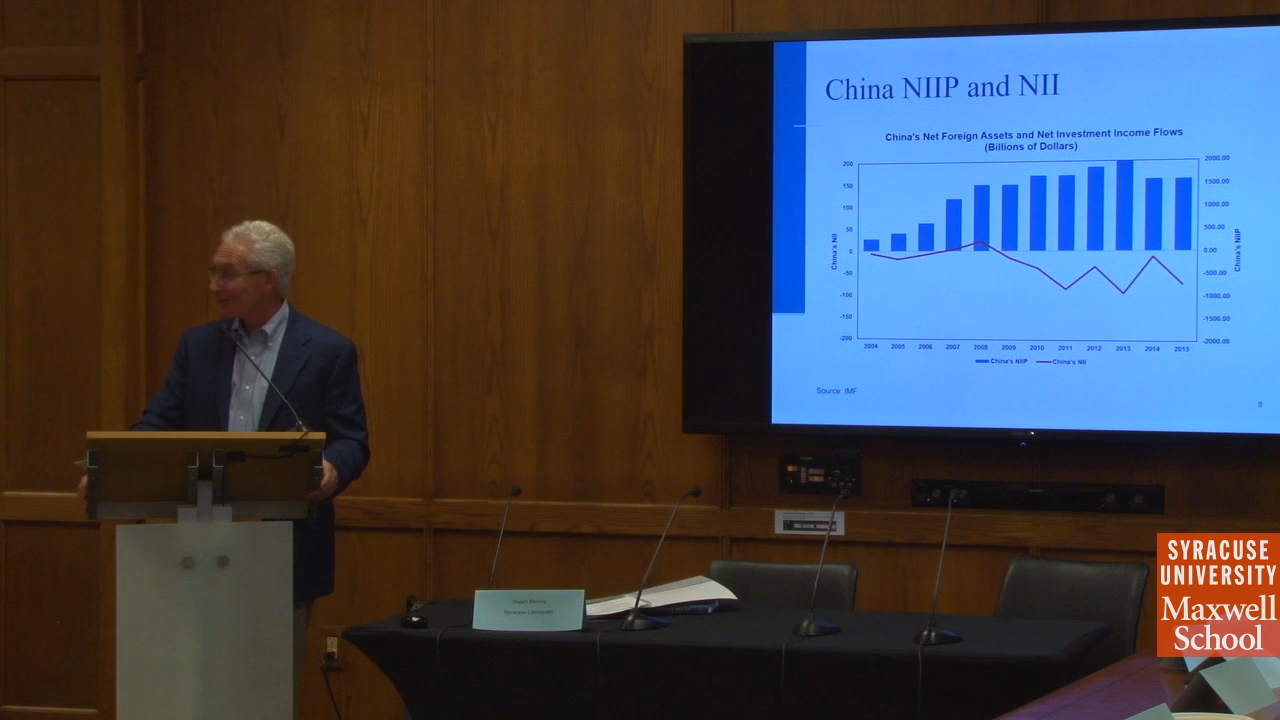 China NIIP and NII
China's Net Foreign Assets and Net Investment Income Flows
(Billions of Dollars)
200
150
100
50
0
-50
-100
-150
-200
China's NII
2000.00
1500.00
1000.00
500.00
0.00
-500.00
-1000.00
-1500.00
-2000.00
China's NIIP
2004 2005 2006 2007 2008 2009 2010 2011 2012 2013 2014 2015
China's NIIP China's NII
Source: IMF
8
Syracuse University
SYRACUSE
UNIVERSITY
Maxwell
School